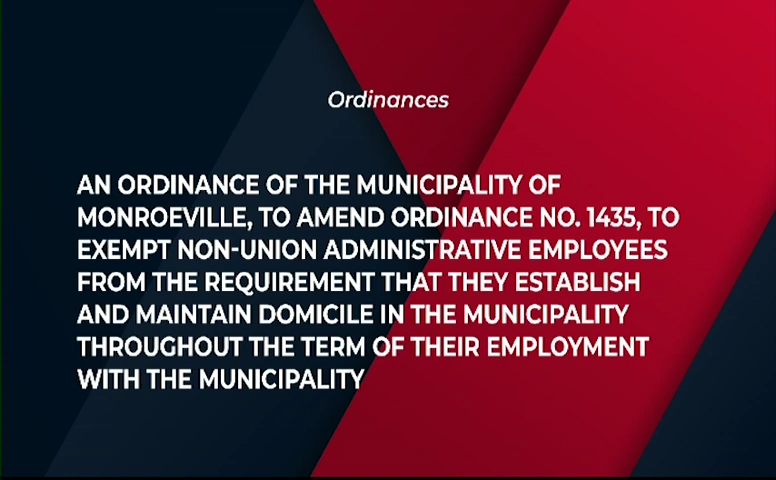 Ordinances
AN ORDINANCE OF THE MUNICIPALITY OF
MONROEVILLE, TO AMEND ORDINANCE NO. 1435, TO
EXEMPT NON-UNION ADMINISTRATIVE EMPLOYEES
FROM THE REQUIREMENT THAT THEY ESTABLISH
AND MAINTAIN DOMICILE IN THE MUNICIPALITY
THROUGHOUT THE TERM OF THEIR EMPLOYMENT
WITH THE MUNICIPALITY